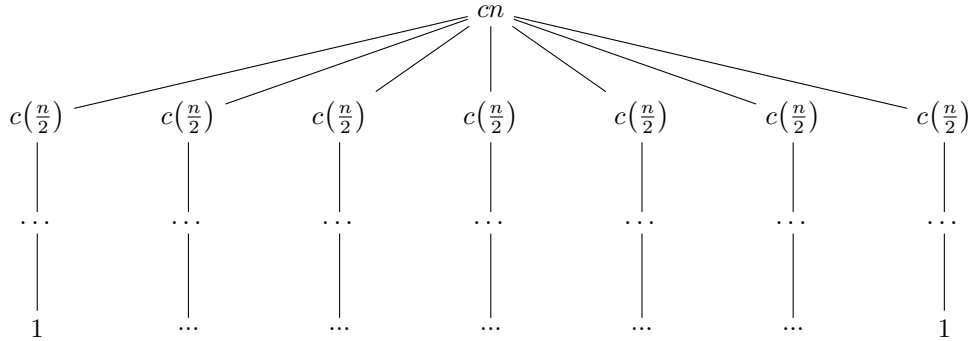 cn
c(n/2) c(n/2) c(n/2) c(n/2) c(n/2) c(n/2) c(n/2)
... ... ... ... ... ... ...
1 ... ... ... ... ... 1